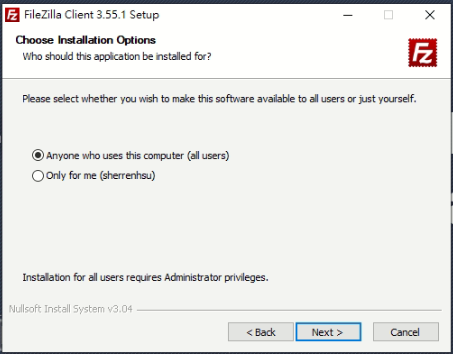 FileZilla Client 3.55.1 Setup
Choose Installation Options
Who should this application be installed for?
Fz
Please select whether you wish to make this software available to all users or just yourself.
Anyone who uses this computer (all users)
Only for me (sherrenhsu)
Installation for all users requires Administrator privileges.
Nullsoft Install System v3.04
< Back Next > Cancel